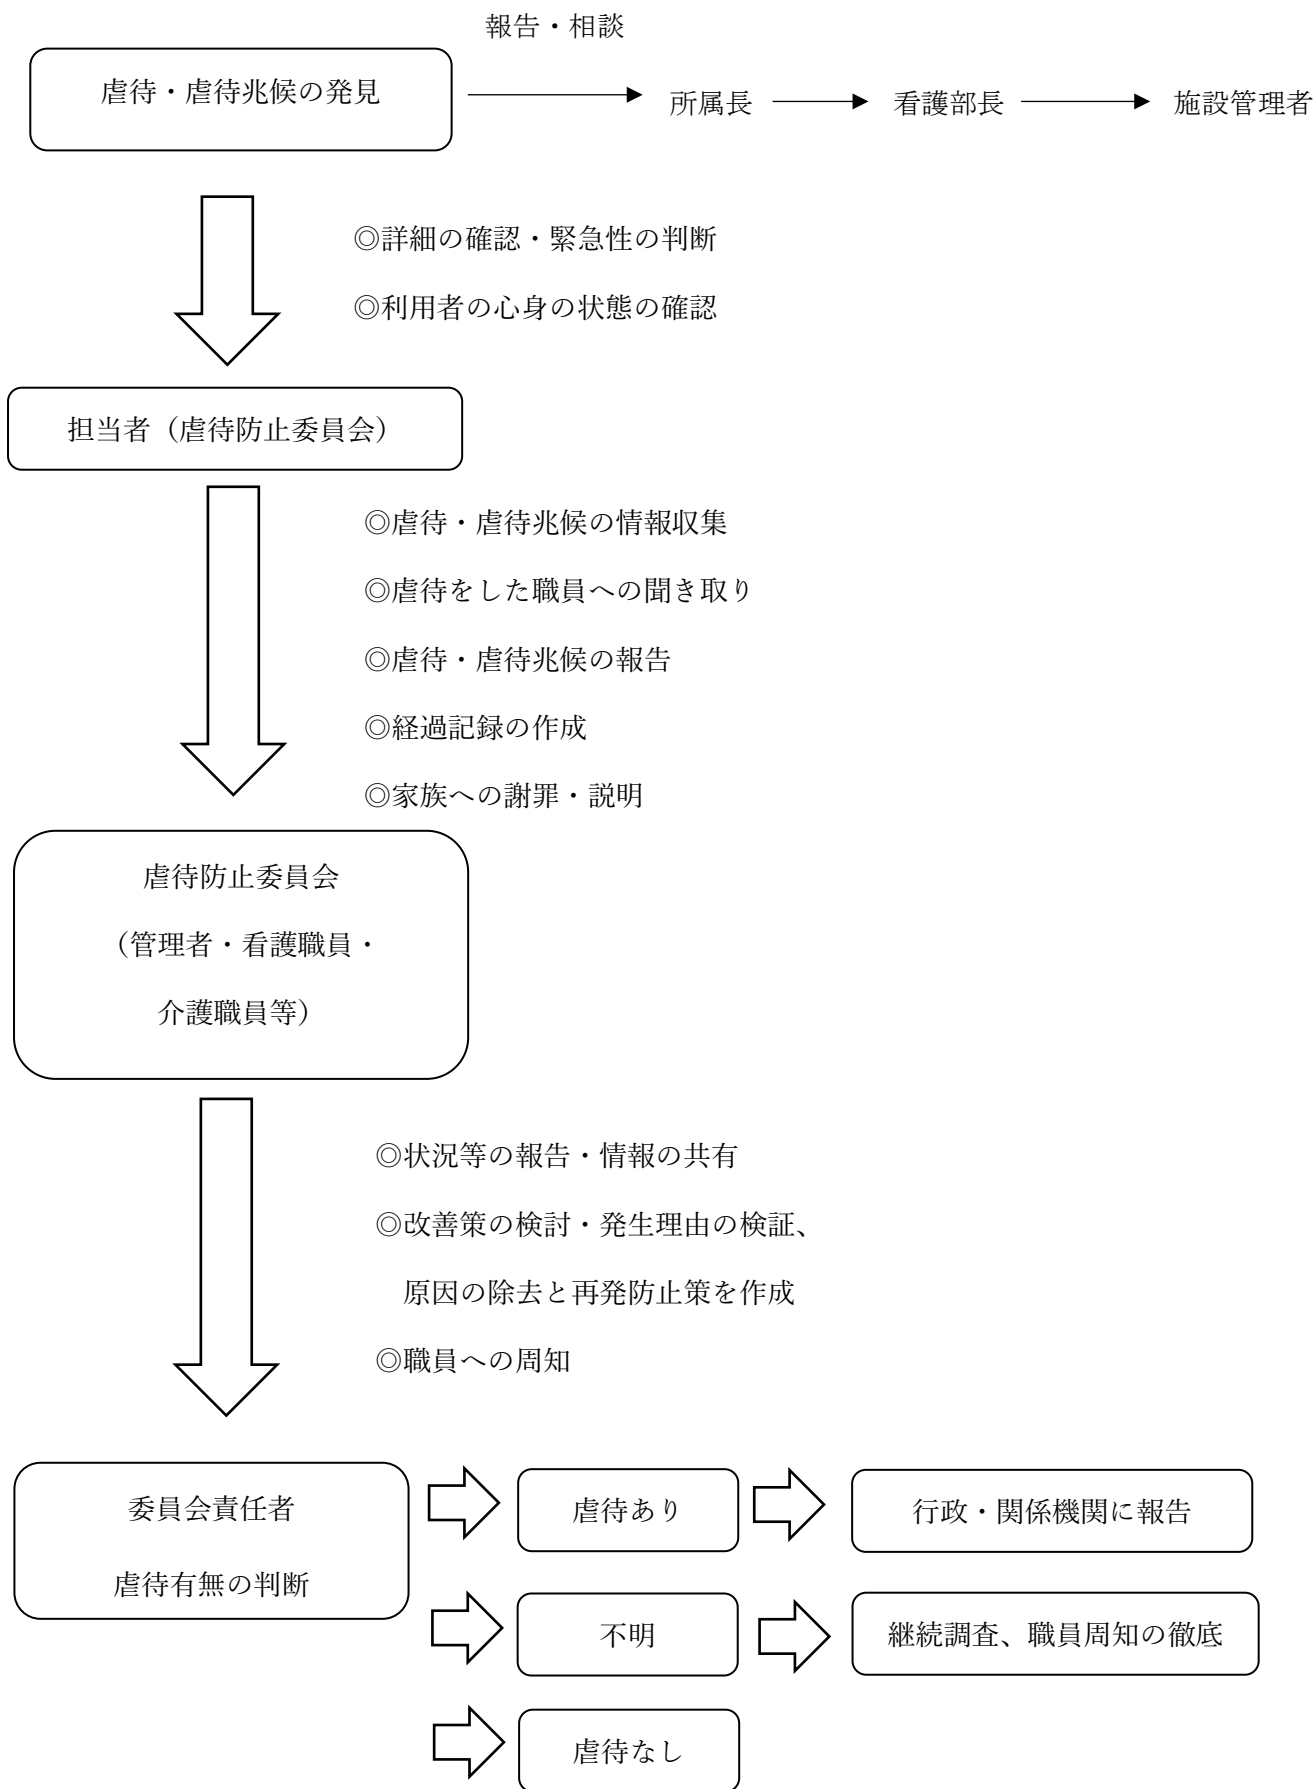 報告・相談
虐待・虐待兆候の発見
所属長
看護部長
施設管理者
◎詳細の確認・緊急性の判断
◎利用者の心身の状態の確認
担当者（虐待防止委員会）
◎虐待・虐待兆候の情報収集
◎虐待をした職員への聞き取り
◎虐待・虐待兆候の報告
◎経過記録の作成
◎家族への謝罪・説明
虐待防止委員会
（管理者・看護職員・
介護職員等）
◎状況等の報告・情報の共有
◎改善策の検討・発生理由の検証、
原因の除去と再発防止策を作成
◎職員への周知
委員会責任者
虐待有無の判断
虐待あり
行政・関係機関に報告
不明
継続調査、職員周知の徹底
虐待なし